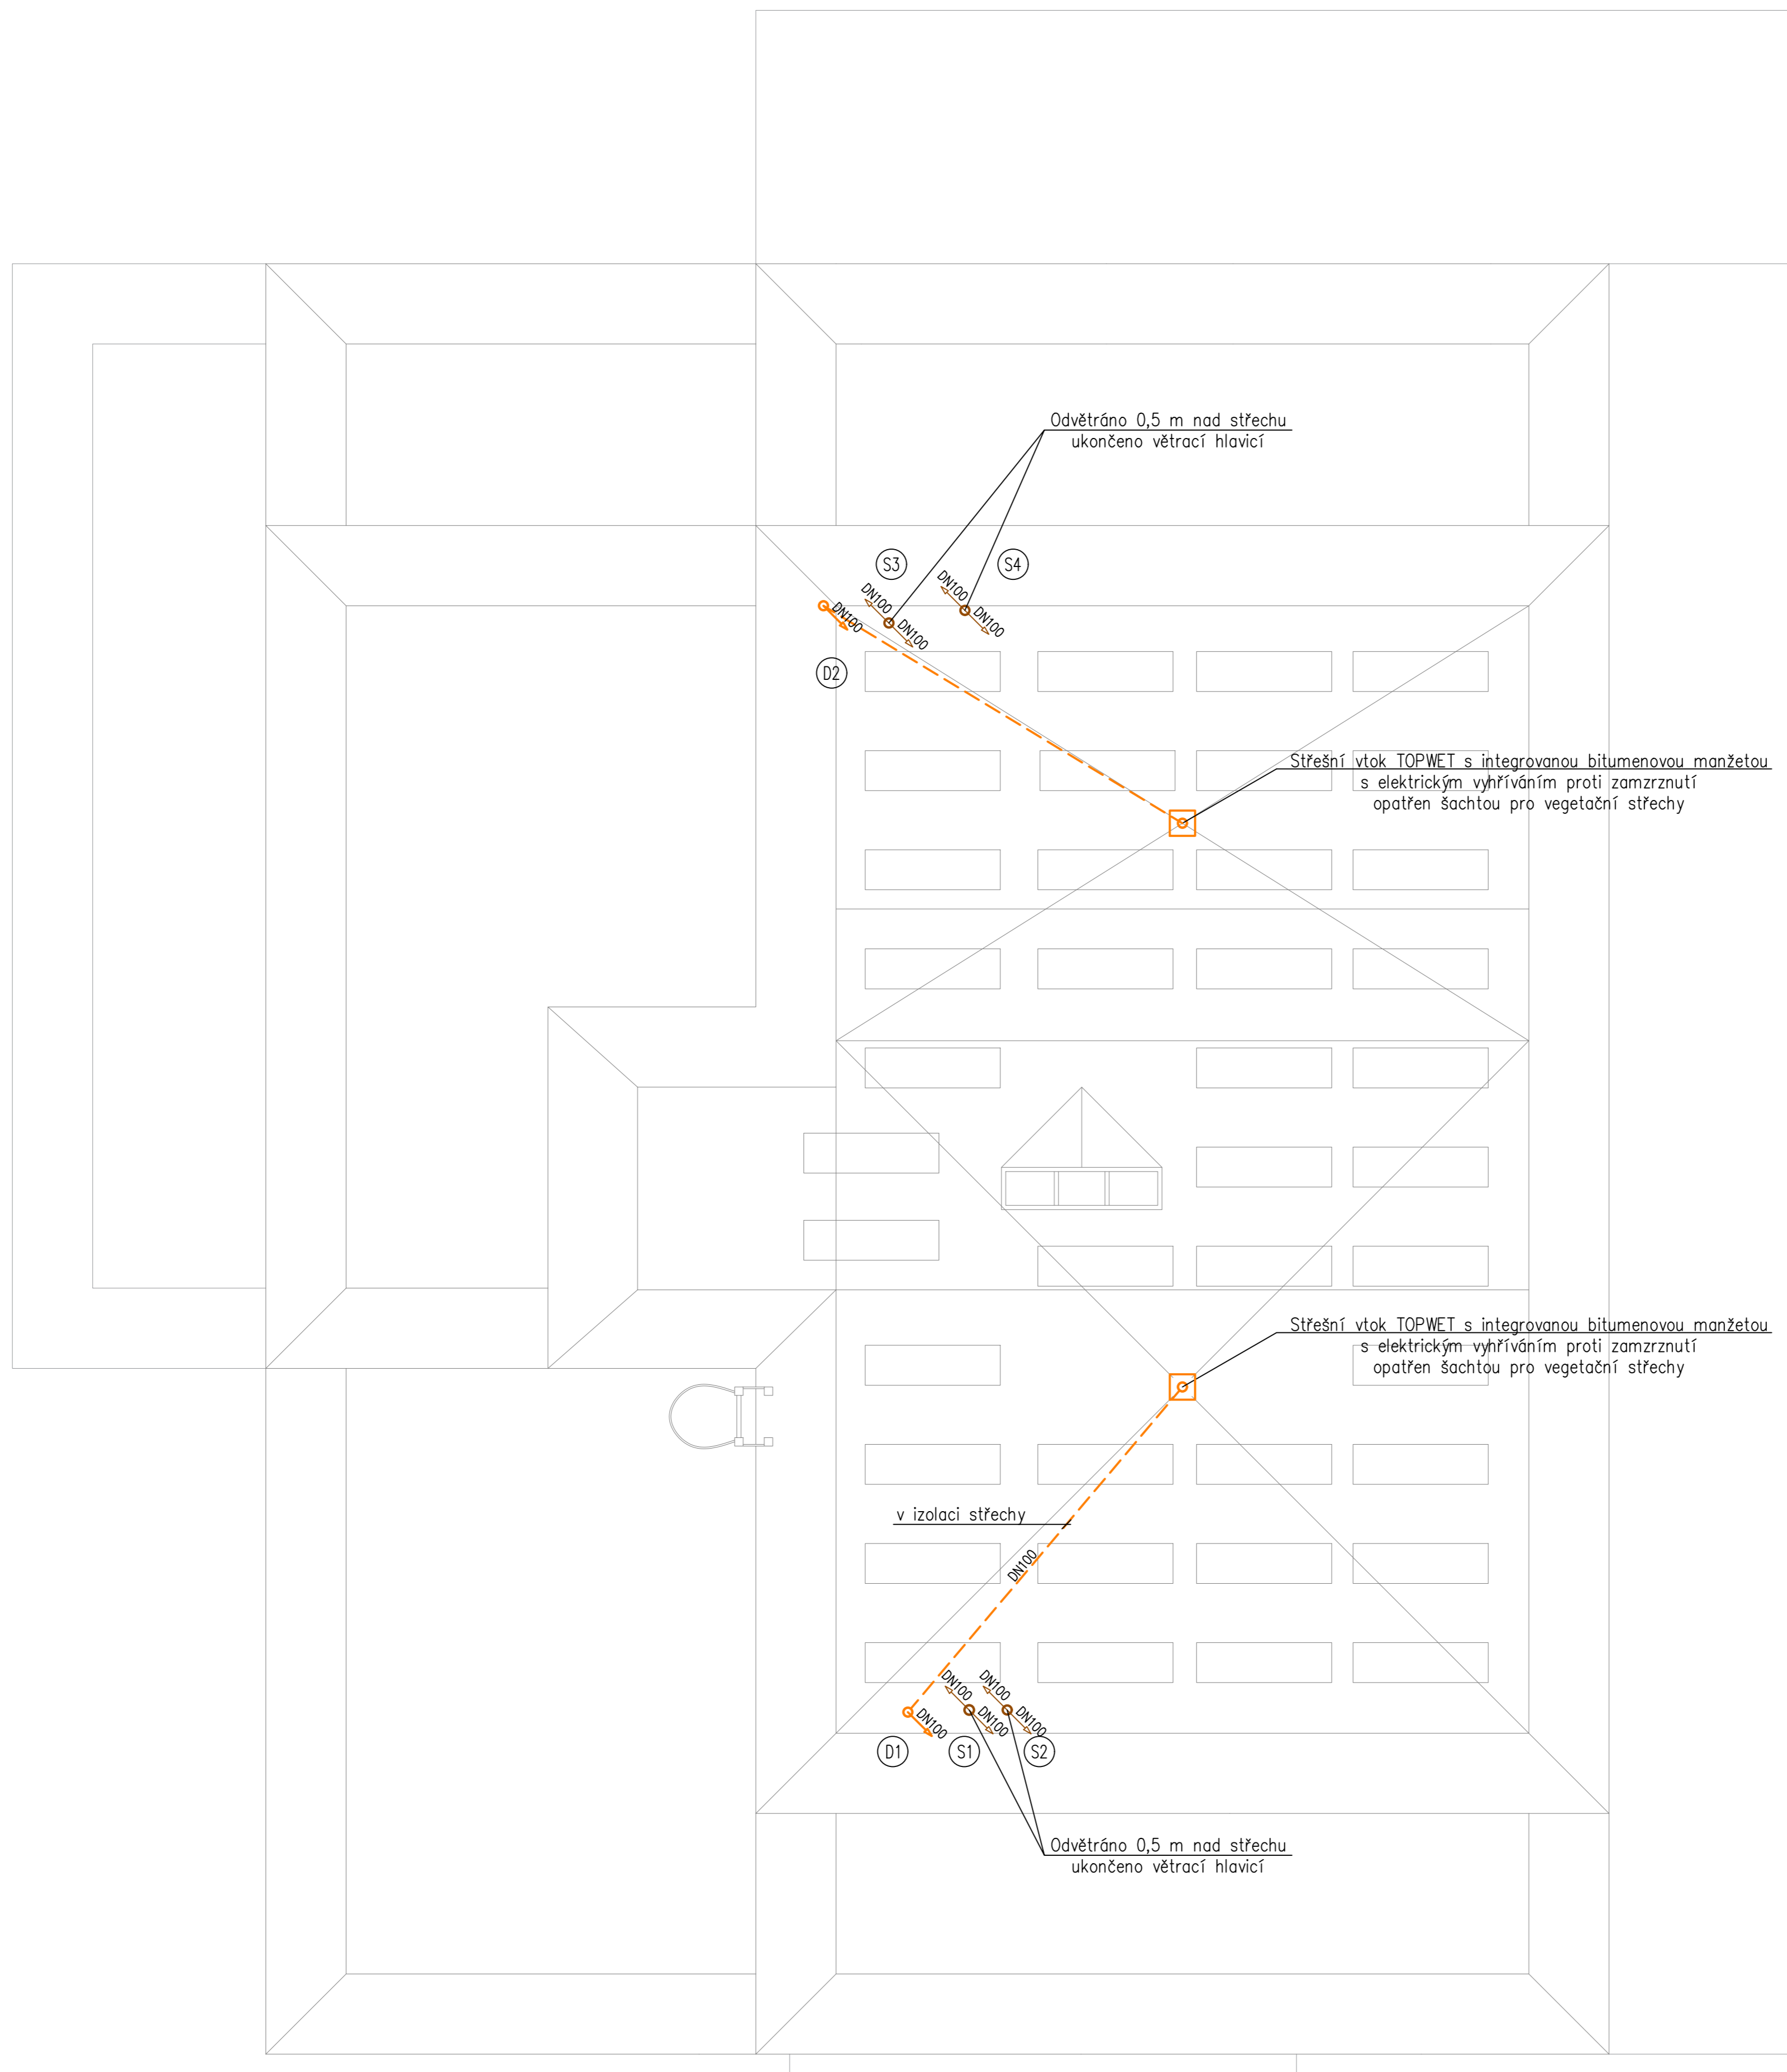 Odvětráno 0,5 m nad střechu
ukončeno větrací hlavicí
S3
S4
DN100
DN100
DN100
DN100
DN100
D2
Střešní vtok TOPWET s integrovanou bitumenovou manžetou
s elektrickým vyhříváním proti zamzrznutí
opatřen šachtou pro vegetační střechy
Střešní vtok TOPWET s integrovanou bitumenovou manžetou
s elektrickým vyhříváním proti zamzrznutí
opatřen šachtou pro vegetační střechy
v izolaci střechy
DN100
DN100
DN100
DN100
DN100
DN100
D1
S1
S2
Odvětráno 0,5 m nad střechu
ukončeno větrací hlavicí